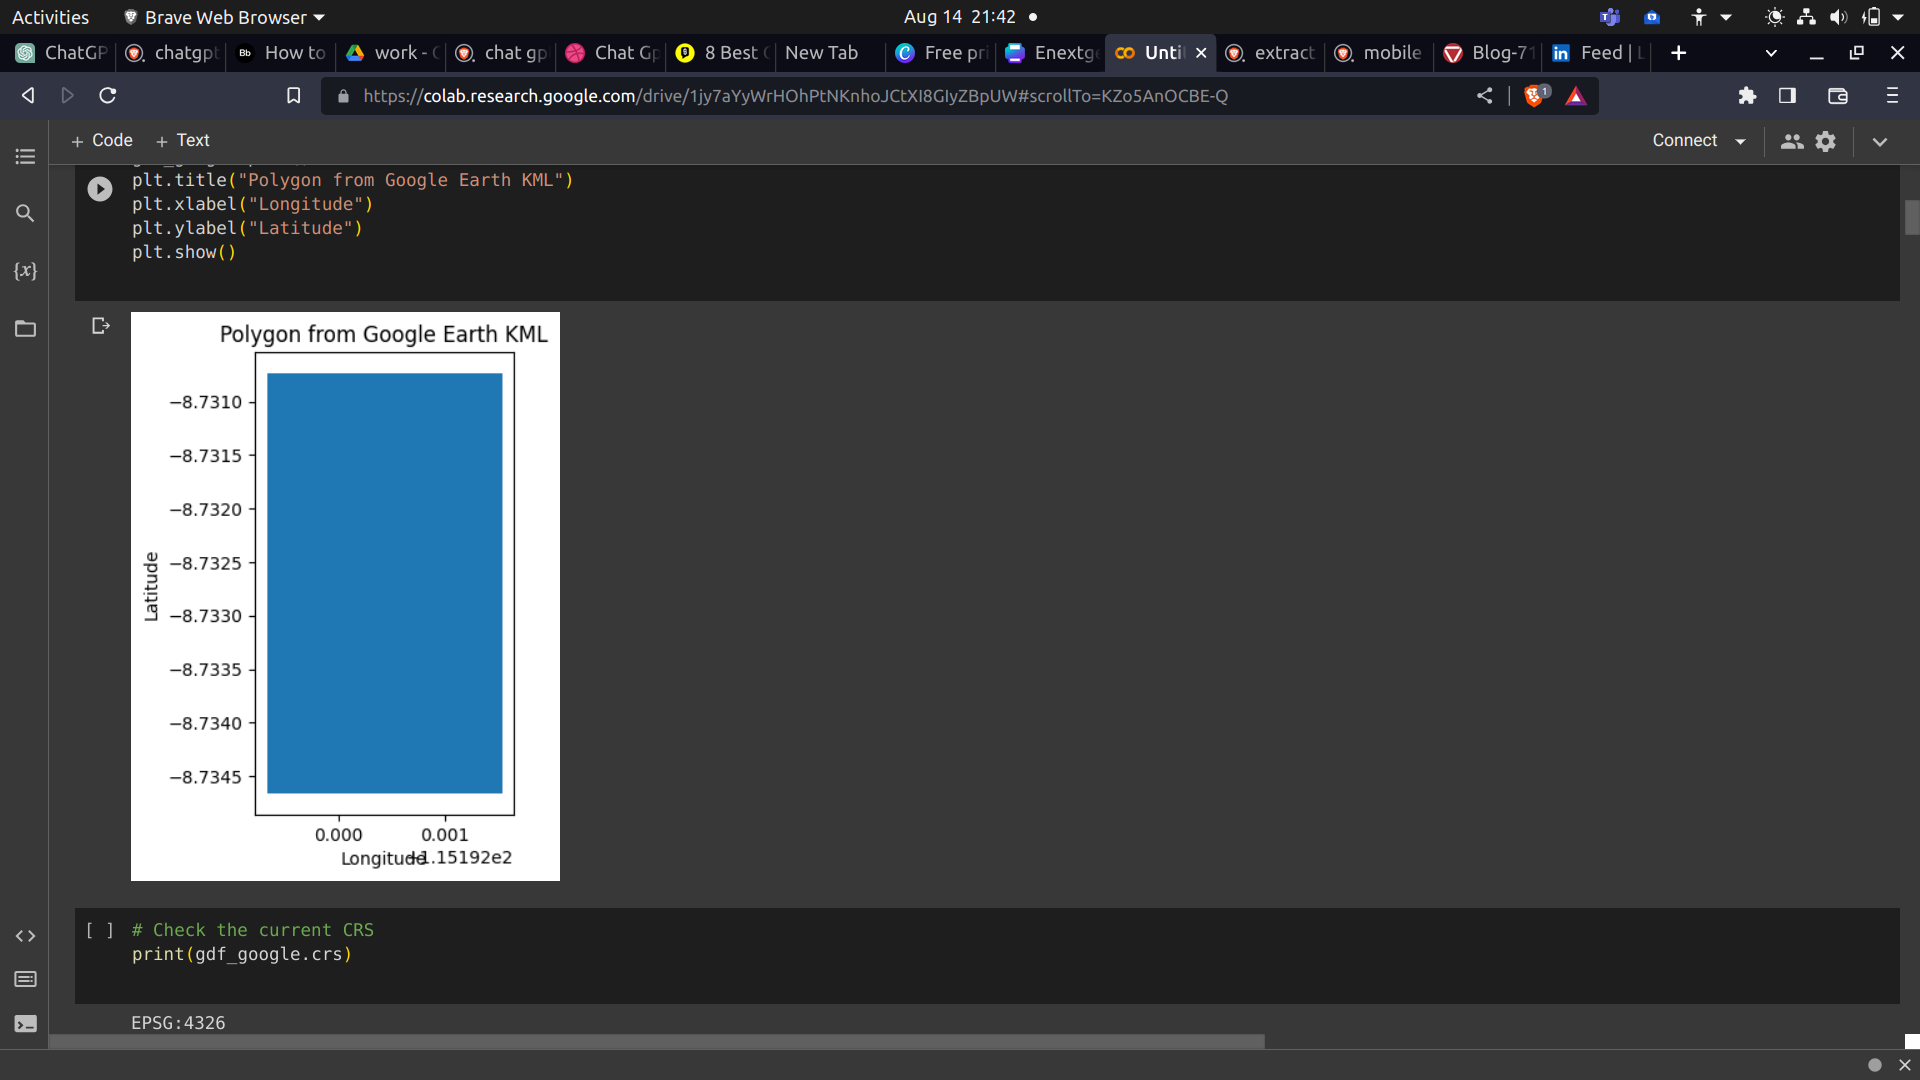 Activities Brave Web Browser Aug 14 21:42
ChatGP chatgpt How to work - chat gp Chat Gp 8 Best New Tab Free pri Enextge Unti extract mobile Blog-71 Feed | L
https://colab.research.google.com/drive/1jy7aYyWrHOhPtNKnhoJCtXI8GIyZBpUW#scrollTo=KZo5AnOCBE-Q 1
+ Code + Text Connect
plt.title("Polygon from Google Earth KML")
plt.xlabel("Longitude")
plt.ylabel("Latitude")
plt.show()
{x}
Polygon from Google Earth KML
−8.7310
−8.7315
−8.7320
−8.7325
−8.7330
−8.7335
−8.7340
−8.7345
Latitude
0.000 0.001
Longitude 1.15192e2
[ ] # Check the current CRS
print(gdf_google.crs)
EPSG:4326